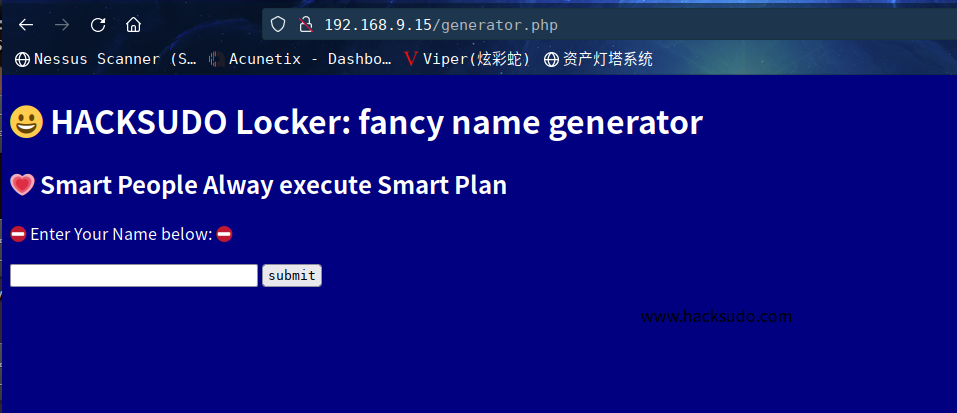 192.168.9.15/generator.php
Nessus Scanner (S… Acunetix - Dashbo… Viper(炫彩蛇) 资产灯塔系统
HACKSUDO Locker: fancy name generator
Smart People Alway execute Smart Plan
Enter Your Name below:
submit
www.hacksudo.com